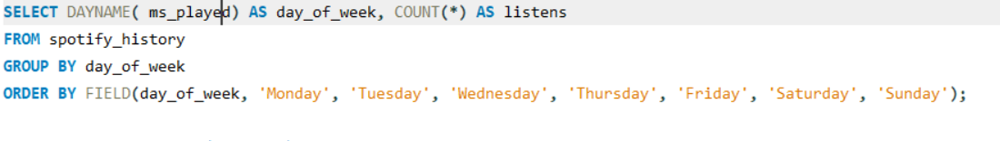 SELECT DAYNAME( ms_played) AS day_of_week, COUNT(*) AS listens
FROM spotify_history
GROUP BY day_of_week
ORDER BY FIELD(day_of_week, 'Monday', 'Tuesday', 'Wednesday', 'Thursday', 'Friday', 'Saturday', 'Sunday');